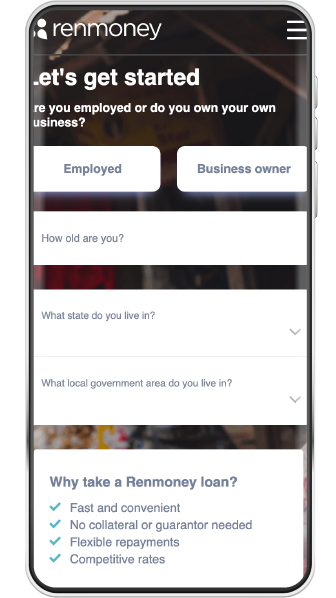 renmoney
.et's get started
re you employed or do you own your own
usiness?
Employed
Business owner
How old are you?
What state do you live in?
What local government area do you live in?
Why take a Renmoney loan?
Fast and convenient
No collateral or guarantor needed
Flexible repayments
Competitive rates